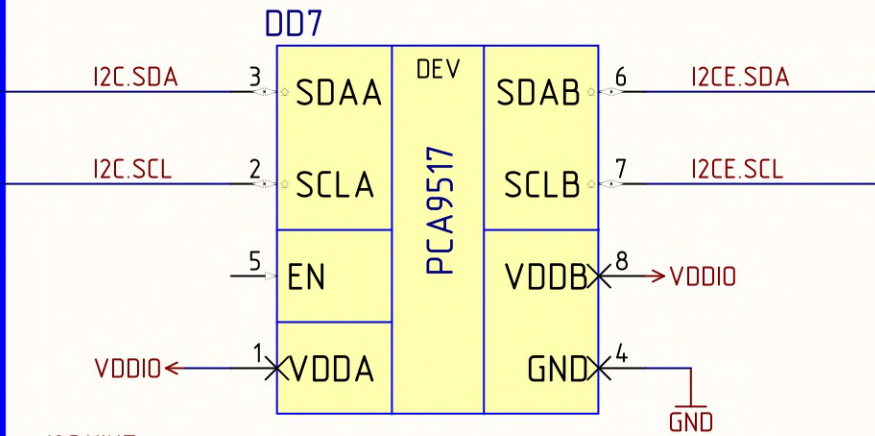 DD7
I2C.SDA 3 SDAA DEV SDAB 6 I2CE.SDA
I2C.SCL 2 SCLA SCLB 7 I2CE.SCL
PCA9517
5 EN VDDB 8 VDDIO
VDDIO 1 VDDA GND 4
GND